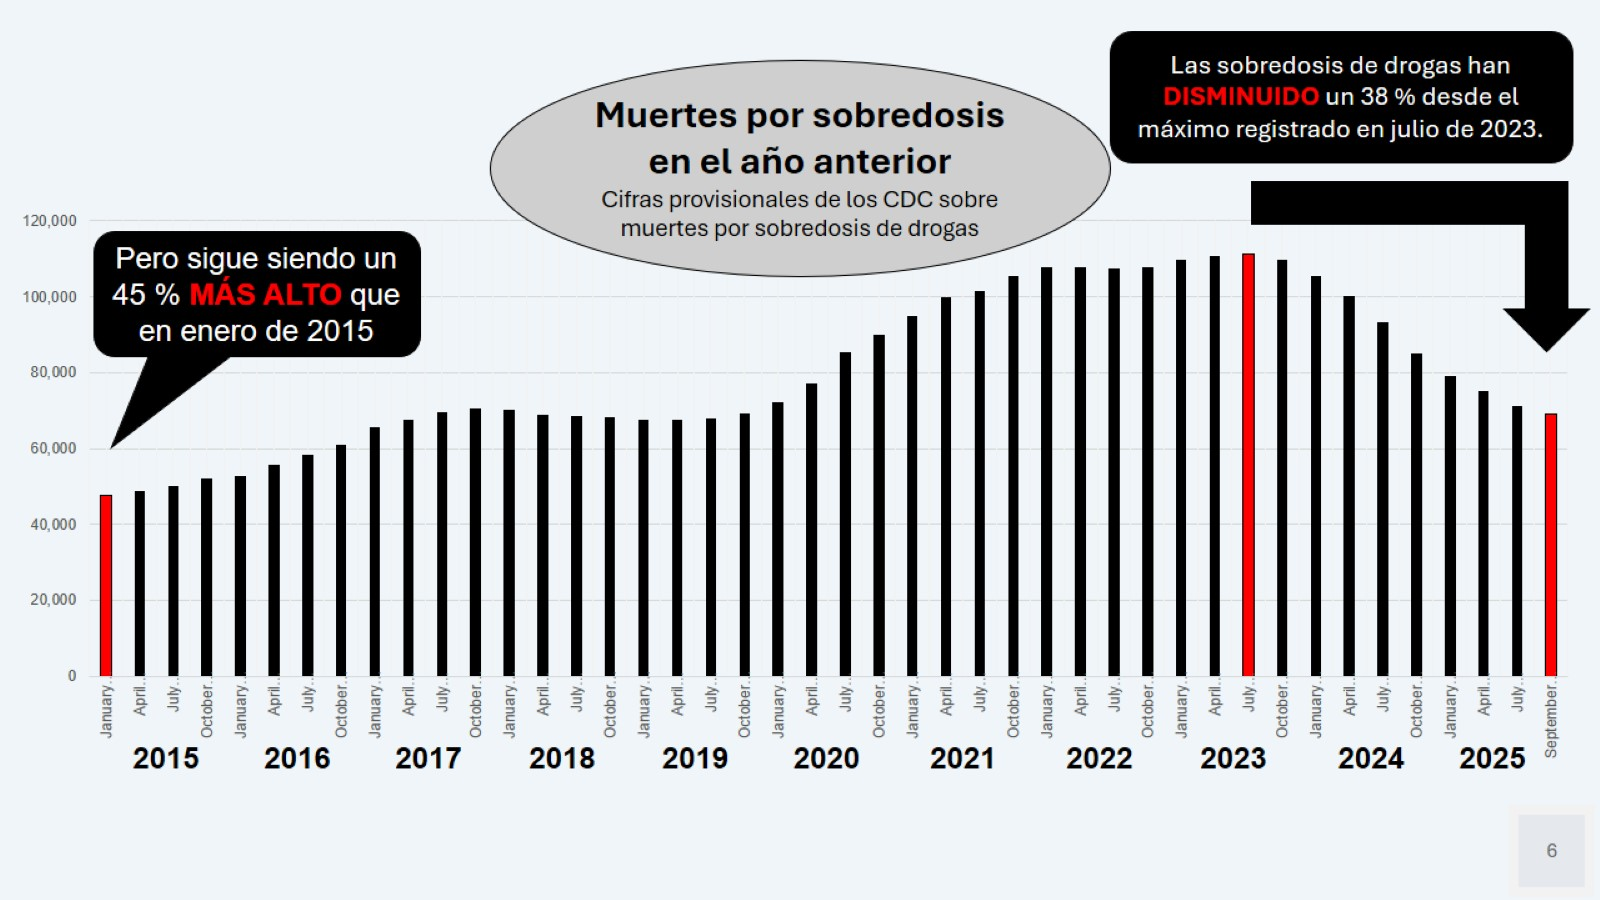 Las sobredosis de drogas han
DISMINUIDO un 38 % desde el
máximo registrado en julio de 2023.
Muertes por sobredosis
en el año anterior
Cifras provisionales de los CDC sobre
muertes por sobredosis de drogas
Pero sigue siendo un
45 % MÁS ALTO que
en enero de 2015
120,000
100,000
80,000
60,000
40,000
20,000
0
January...
April...
July...
October...
January...
April...
July...
October...
January...
April...
July...
October...
January...
April...
July...
October...
January...
April...
July...
October...
January...
April...
July...
October...
January...
April...
July...
October...
January...
April...
July...
October...
January...
April...
July...
October...
January...
April...
July...
October...
January...
April...
July...
September...
2015 2016 2017 2018 2019 2020 2021 2022 2023 2024 2025
6